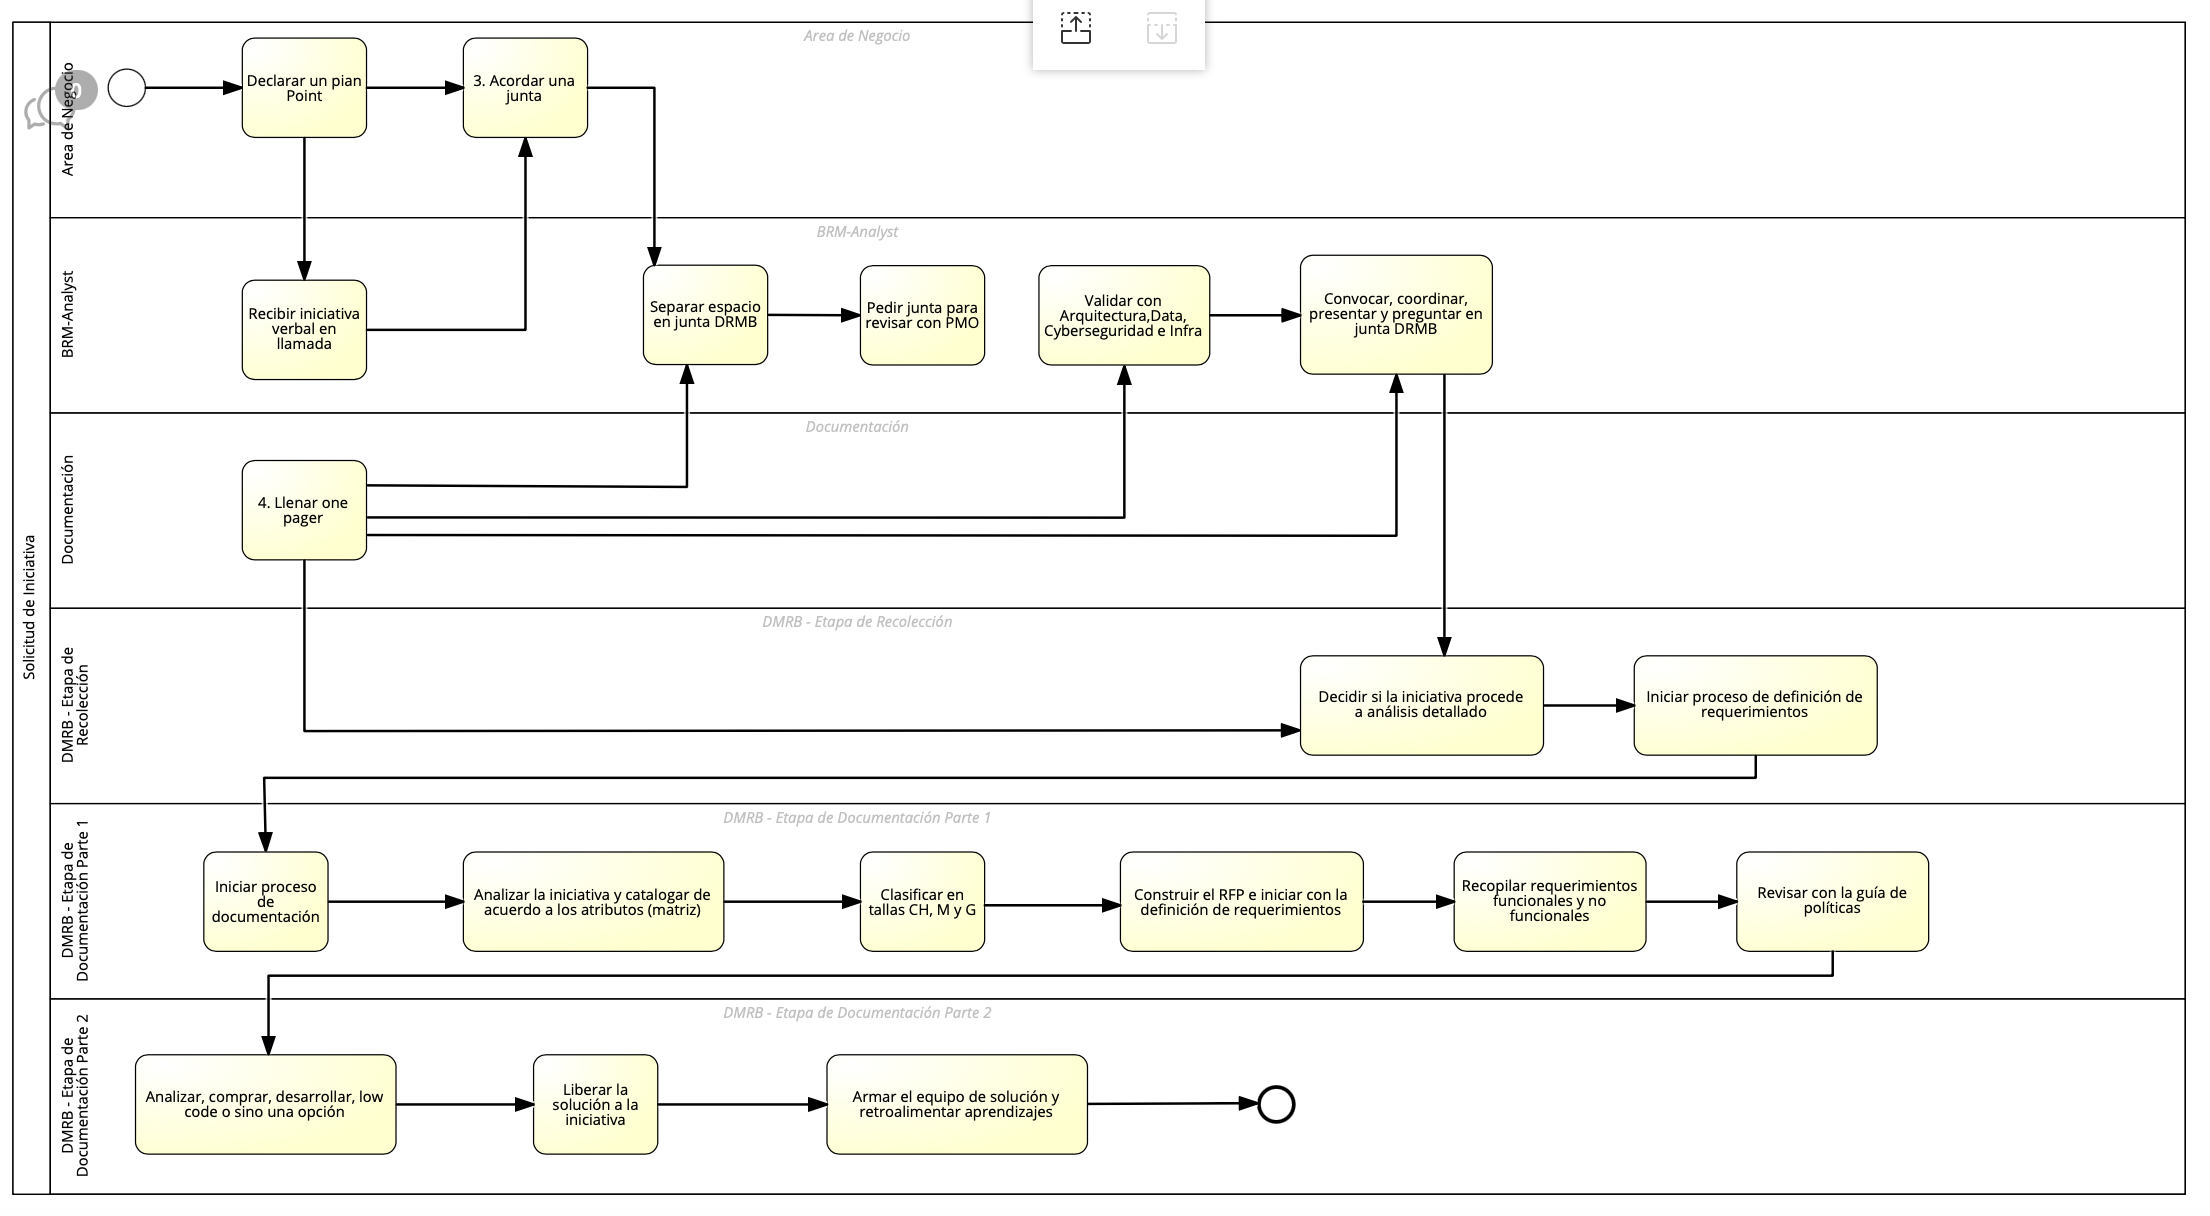 Solicitud de Iniciativa
Area de Negocio
Area de Negocio
Declarar un pian
Point
3. Acordar una
junta
BRM-Analyst
BRM-Analyst
Recibir iniciativa
verbal en
llamada
Separar espacio
en junta DRMB
Pedir junta para
revisar con PMO
Validar con
Arquitectura,Data,
Cyberseguridad e Infra
Convocar, coordinar,
presentar y preguntar en
junta DRMB
Documentación
Documentación
4. Llenar one
pager
DMRB - Etapa de
Recolección
DMRB - Etapa de Recolección
Decidir si la iniciativa procede
a análisis detallado
Iniciar proceso de definición de
requerimientos
DMRB - Etapa de
Documentación Parte 1
DMRB - Etapa de Documentación Parte 1
Iniciar proceso
de
documentación
Analizar la iniciativa y catalogar de
acuerdo a los atributos (matriz)
Clasificar en
tallas CH, M y G
Construir el RFP e iniciar con la
definición de requerimientos
Recopilar requerimientos
funcionales y no
funcionales
Revisar con la guía de
políticas
DMRB - Etapa de
Documentación Parte 2
DMRB - Etapa de Documentación Parte 2
Analizar, comprar, desarrollar, low
code o sino una opción
Liberar la
solución a la
iniciativa
Armar el equipo de solución y
retroalimentar aprendizajes